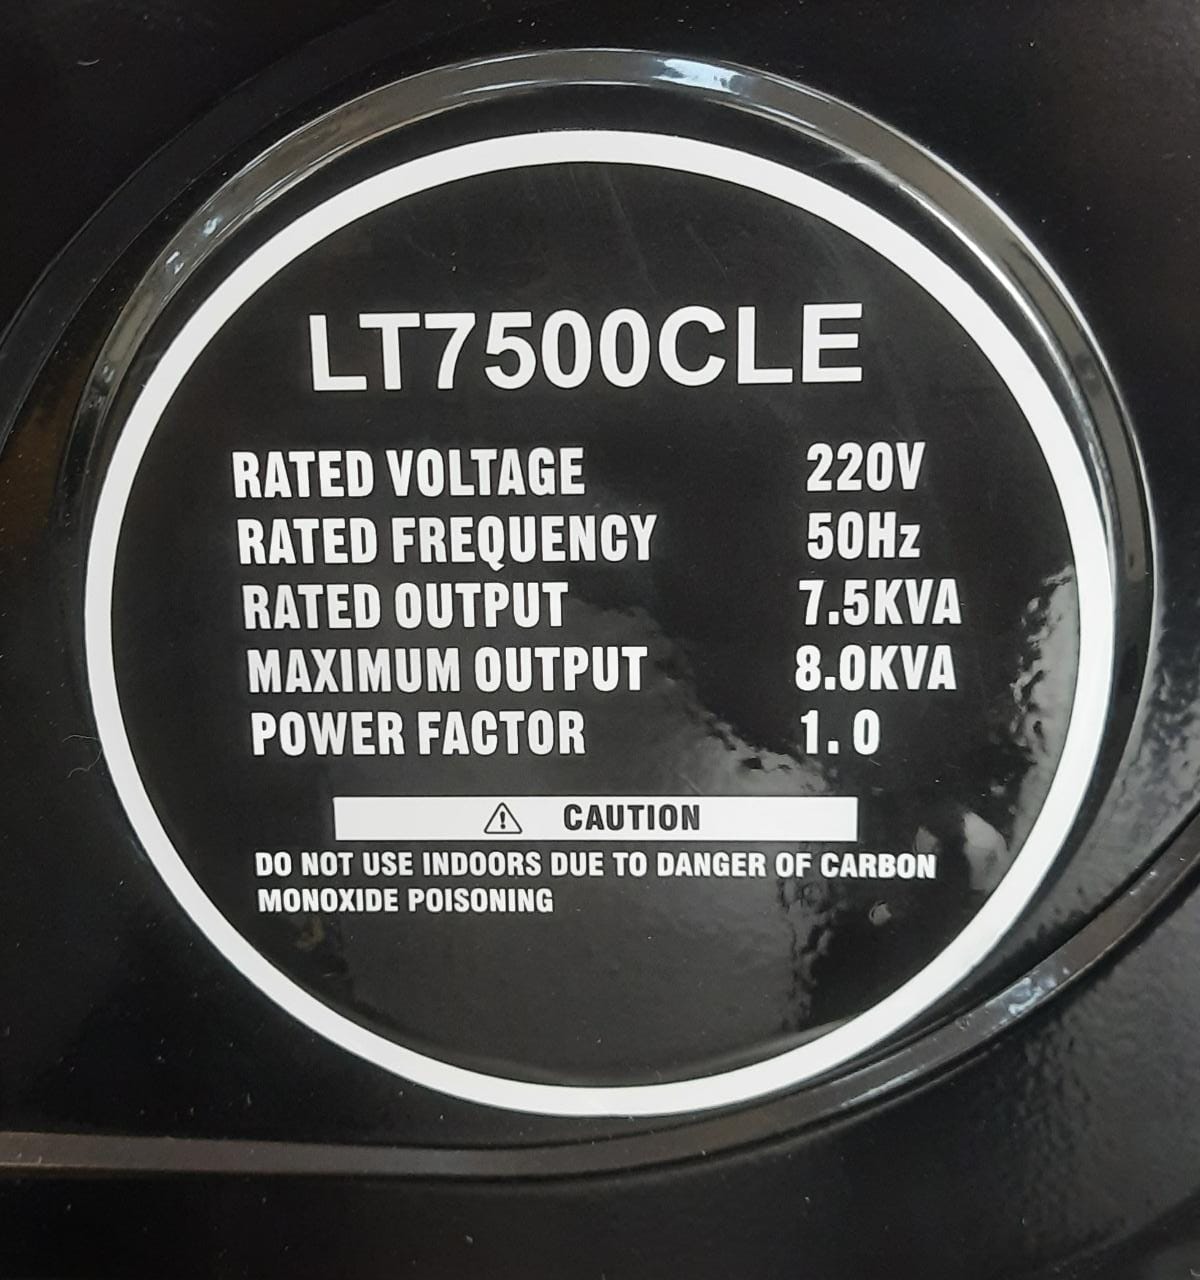 LT7500CLE
RATED VOLTAGE 220V
RATED FREQUENCY 50Hz
RATED OUTPUT 7.5KVA
MAXIMUM OUTPUT 8.0KVA
POWER FACTOR 1.0
CAUTION
DO NOT USE INDOORS DUE TO DANGER OF CARBON
MONOXIDE POISONING